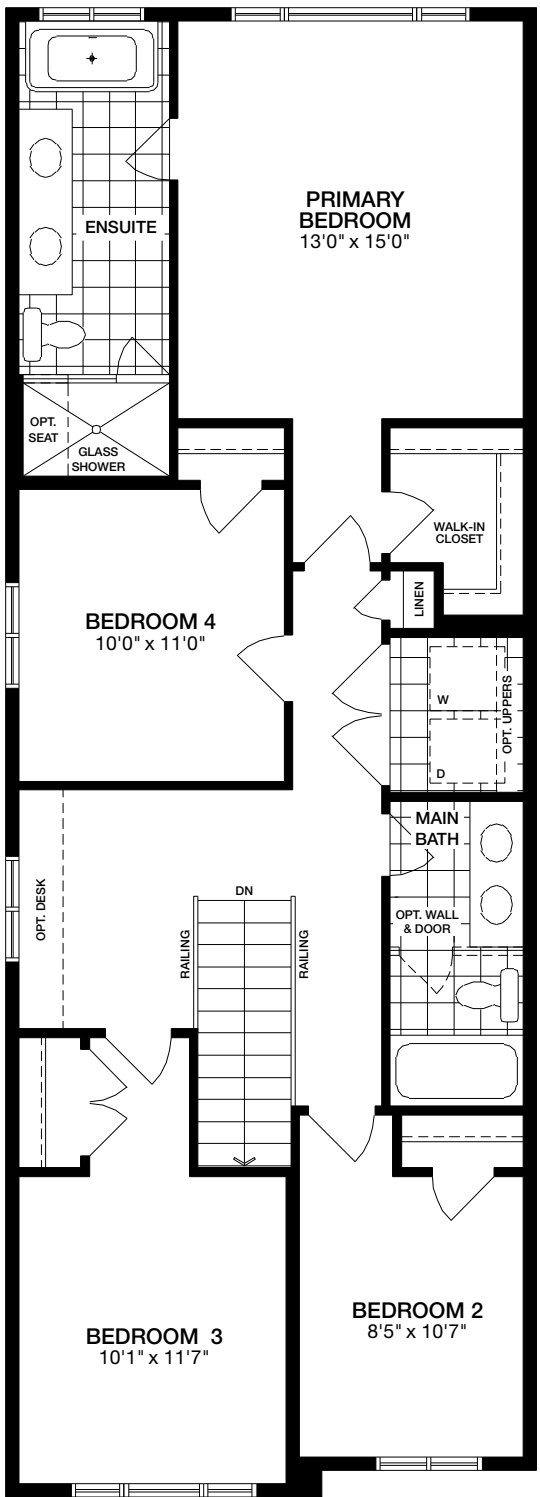 PRIMARY
BEDROOM
13'0" x 15'0"
ENSUITE
OPT.
SEAT
GLASS
SHOWER
WALK-IN
CLOSET
LINEN
BEDROOM 4
10'0" x 11'0"
W
D
OPT. UPPERS
MAIN
BATH
OPT. WALL
& DOOR
OPT. DESK
DN
RAILING
RAILING
BEDROOM 3
10'1" x 11'7"
BEDROOM 2
8'5" x 10'7"